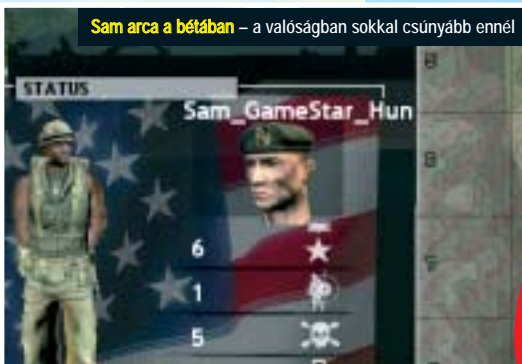 Sam arca a bétában – a valóságban sokkal csúnyább ennél
STATUS
Sam_GameStar_Hun
6
1
5